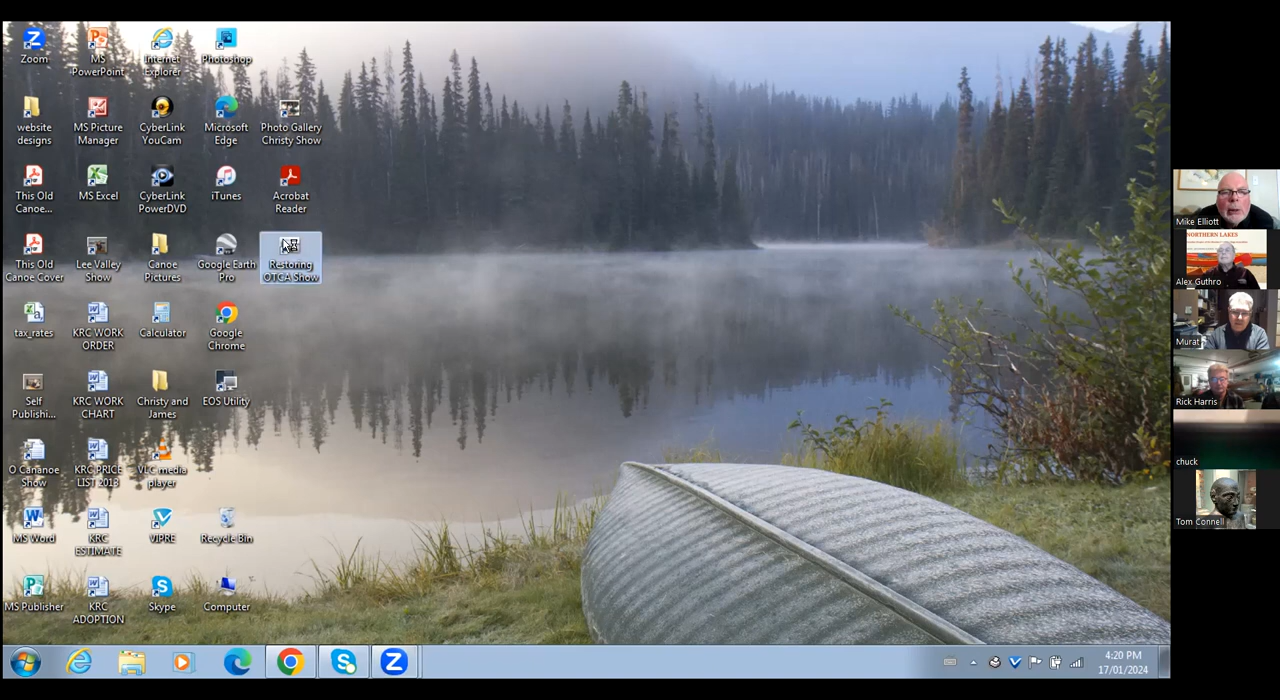 Zoom
MS
PowerPoint
Internet
Explorer
Photoshop
website
designs
MS Picture
Manager
CyberLink
YouCam
Microsoft
Edge
Photo Gallery
Christy Show
This Old
Canoe...
MS Excel
CyberLink
PowerDVD
iTunes
Acrobat
Reader
This Old
Canoe Cover
Lee Valley
Show
Canoe
Pictures
Google Earth
Pro
Restoring
OTCA Show
tax_rates
KRC WORK
ORDER
Calculator
Google
Chrome
Self
Publishi...
KRC WORK
CHART
Christy and
James
EOS Utility
O Cananoe
Show
KRC PRICE
LIST 2013
VLC media
player
MS Word
KRC
ESTIMATE
VIPRE
Recycle Bin
MS Publisher
KRC
ADOPTION
Skype
Computer
4:20 PM
17/01/2024
Mike Elliott
NORTHERN LAKES
Alex Guthro
Murat
Rick Harris
chuck
Tom Connell